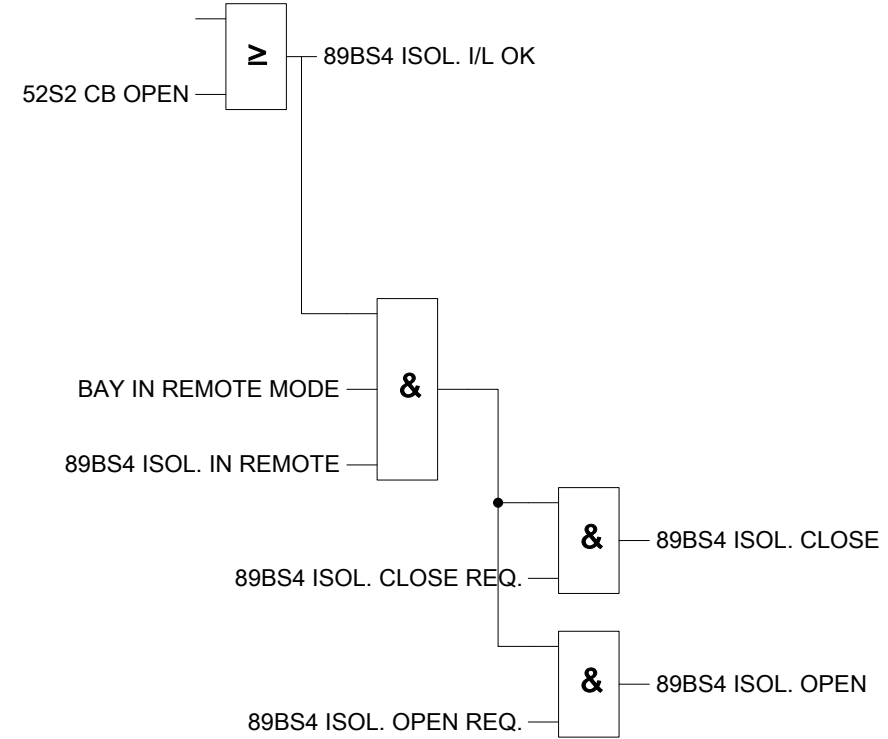 ≥
89BS4 ISOL. I/L OK
52S2 CB OPEN
BAY IN REMOTE MODE
&
89BS4 ISOL. IN REMOTE
&
89BS4 ISOL. CLOSE
89BS4 ISOL. CLOSE REQ.
&
89BS4 ISOL. OPEN
89BS4 ISOL. OPEN REQ.